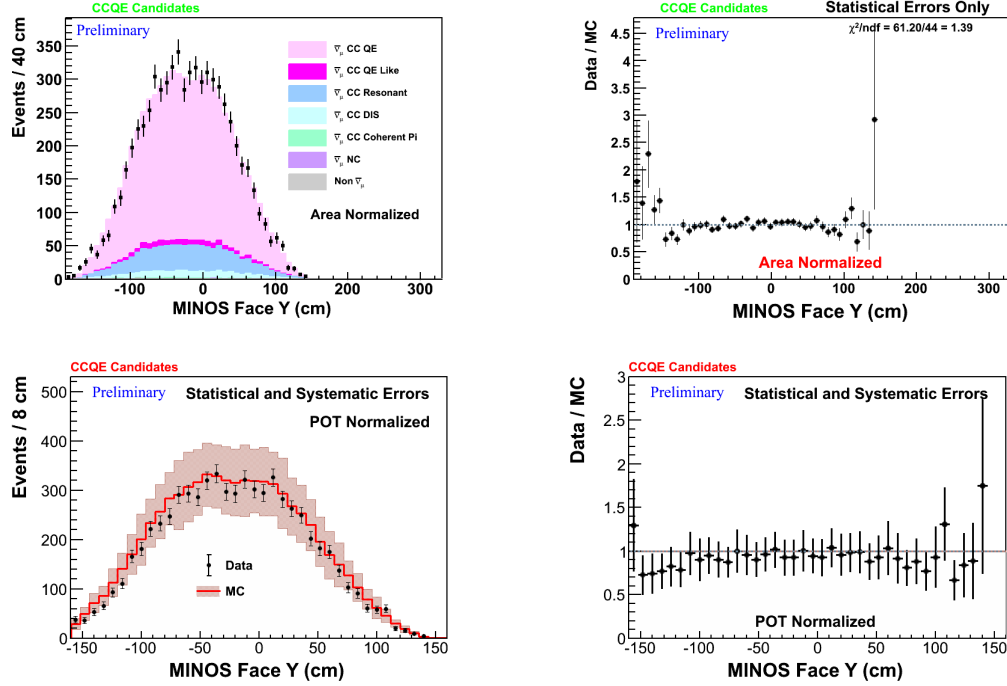 CCQE Candidates
Preliminary
Events / 40 cm
350
300
250
200
150
100
50
0
ν̅μ CC QE
ν̅μ CC QE Like
ν̅μ CC Resonant
ν̅μ CC DIS
ν̅μ CC Coherent Pi
ν̅μ NC
Non ν̅μ
Area Normalized
-100 0 100 200 300
MINOS Face Y (cm)
CCQE Candidates
Statistical Errors Only
Preliminary
χ²/ndf = 61.20/44 = 1.39
Data / MC
4.5
4
3.5
3
2.5
2
1.5
1
0.5
0
Area Normalized
-100 0 100 200 300
MINOS Face Y (cm)
CCQE Candidates
Preliminary
Statistical and Systematic Errors
POT Normalized
Events / 8 cm
500
400
300
200
100
0
Data
MC
-150 -100 -50 0 50 100 150
MINOS Face Y (cm)
CCQE Candidates
Preliminary
Statistical and Systematic Errors
Data / MC
3
2.5
2
1.5
1
0.5
0
POT Normalized
-150 -100 -50 0 50 100 150
MINOS Face Y (cm)